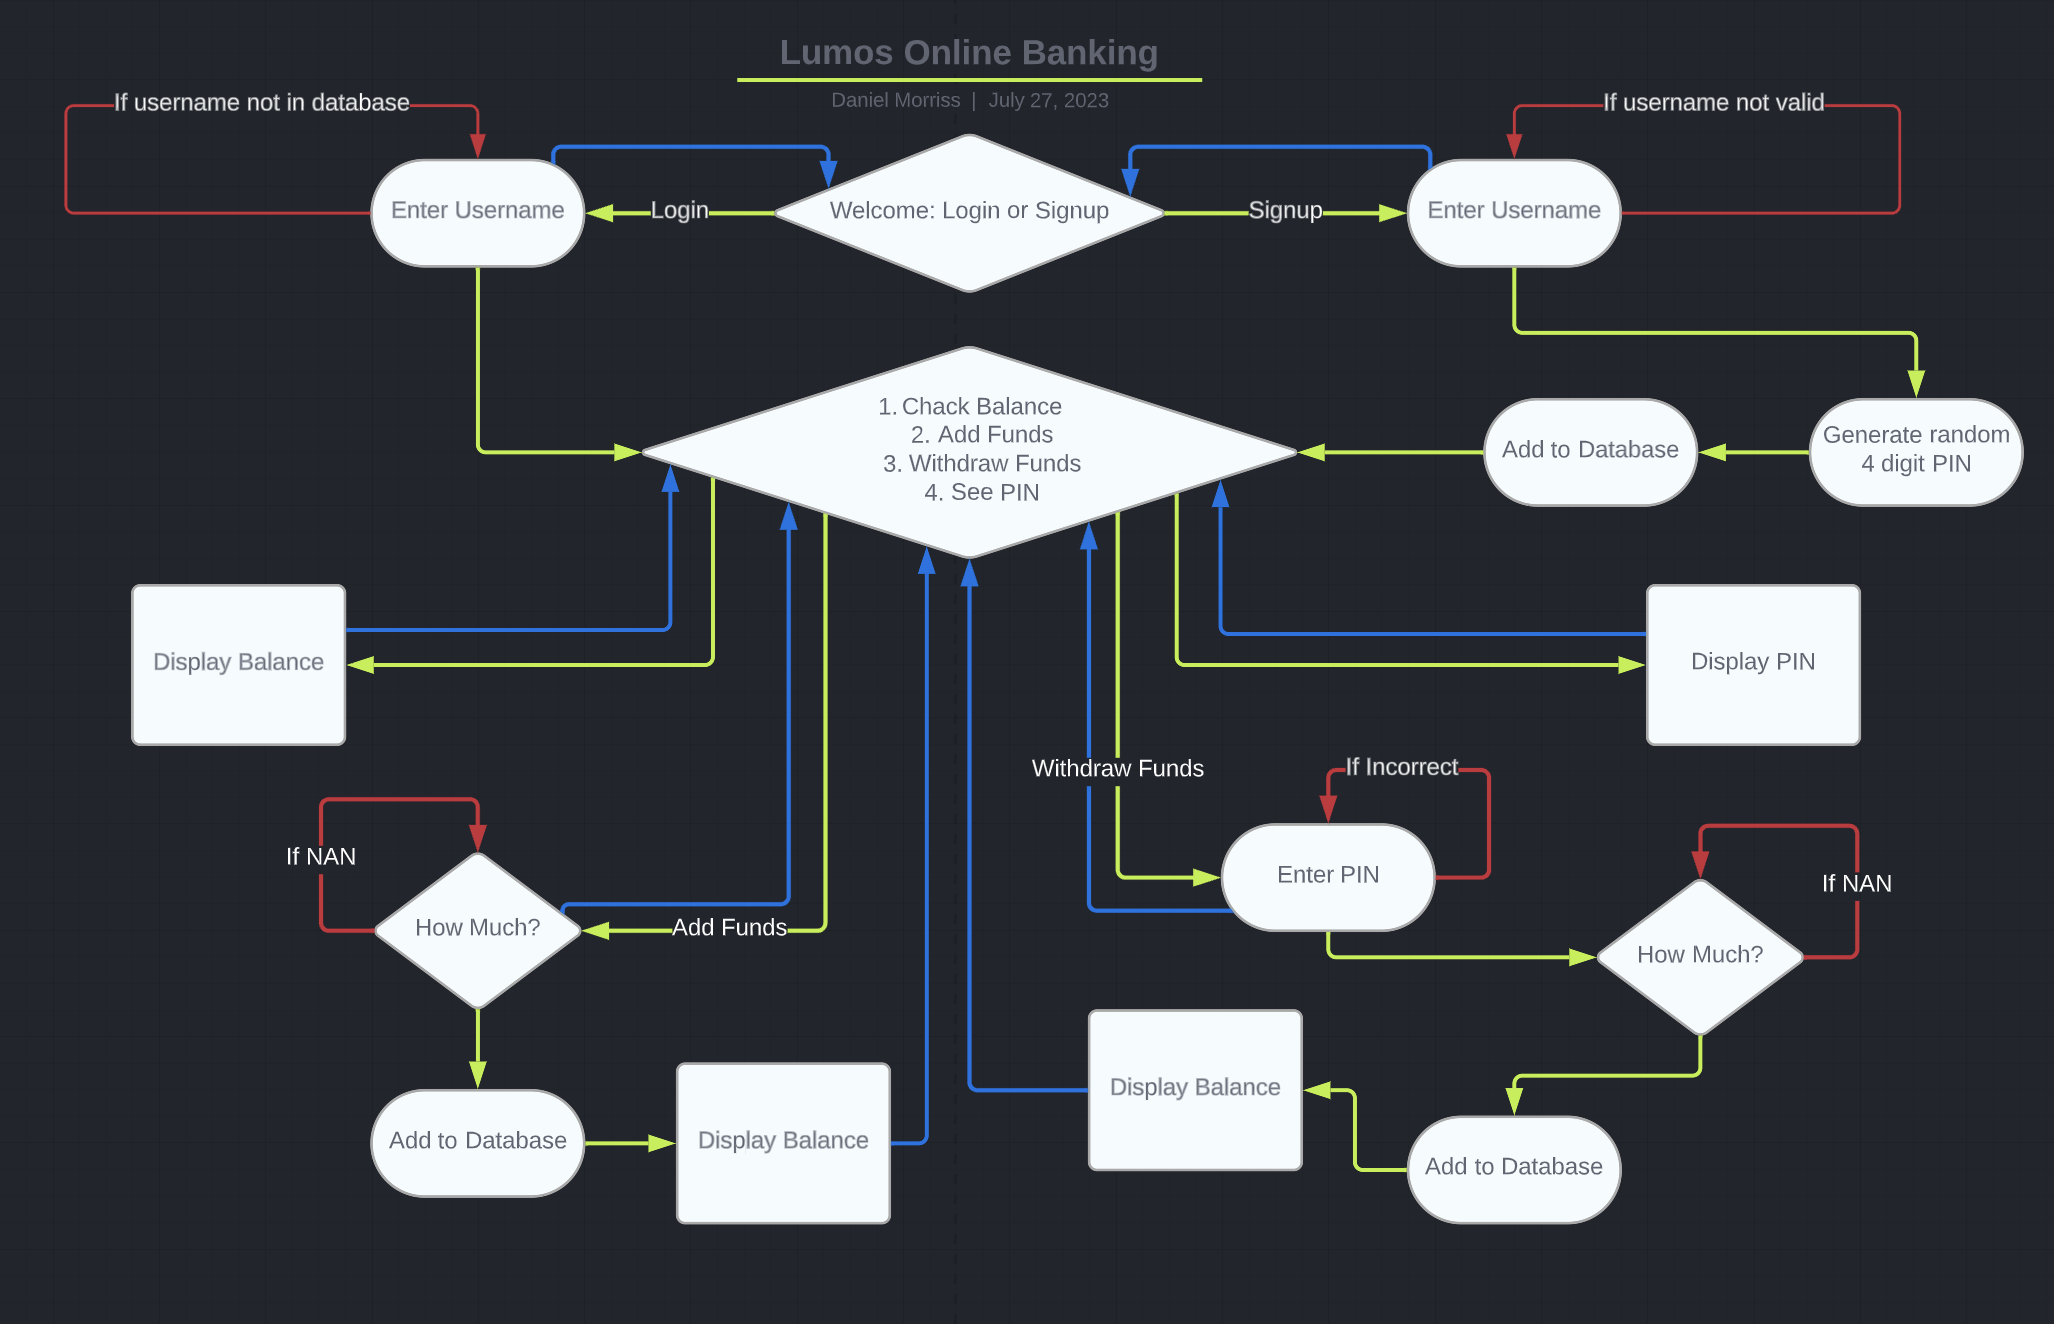 Lumos Online Banking
Daniel Morriss | July 27, 2023
If username not in database
If username not valid
Enter Username
Login
Welcome: Login or Signup
Signup
Enter Username
1. Chack Balance
2. Add Funds
3. Withdraw Funds
4. See PIN
Add to Database
Generate random
4 digit PIN
Display Balance
Display PIN
Withdraw Funds
If Incorrect
If NAN
Enter PIN
If NAN
How Much?
Add Funds
How Much?
Display Balance
Add to Database
Display Balance
Add to Database